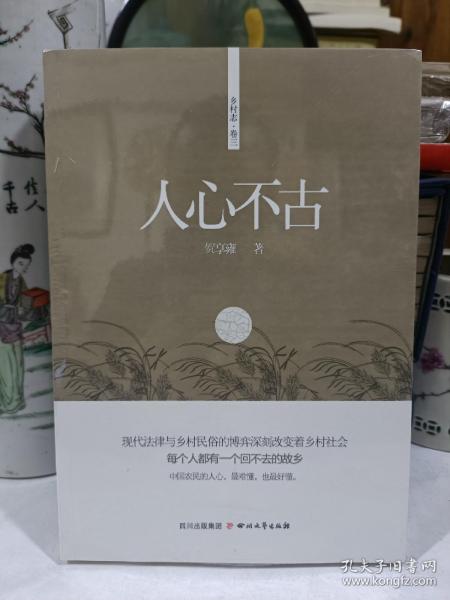 乡村志·卷三
人心不古
贺享雍 著
现代法律与乡村民俗的博弈深刻改变着乡村社会
每个人都有一个回不去的故乡
中国农民的人心，最难懂，也最好懂。
四川出版集团 四川文艺出版社
佳人
千古
孔夫子旧书网
www.kongfz.com